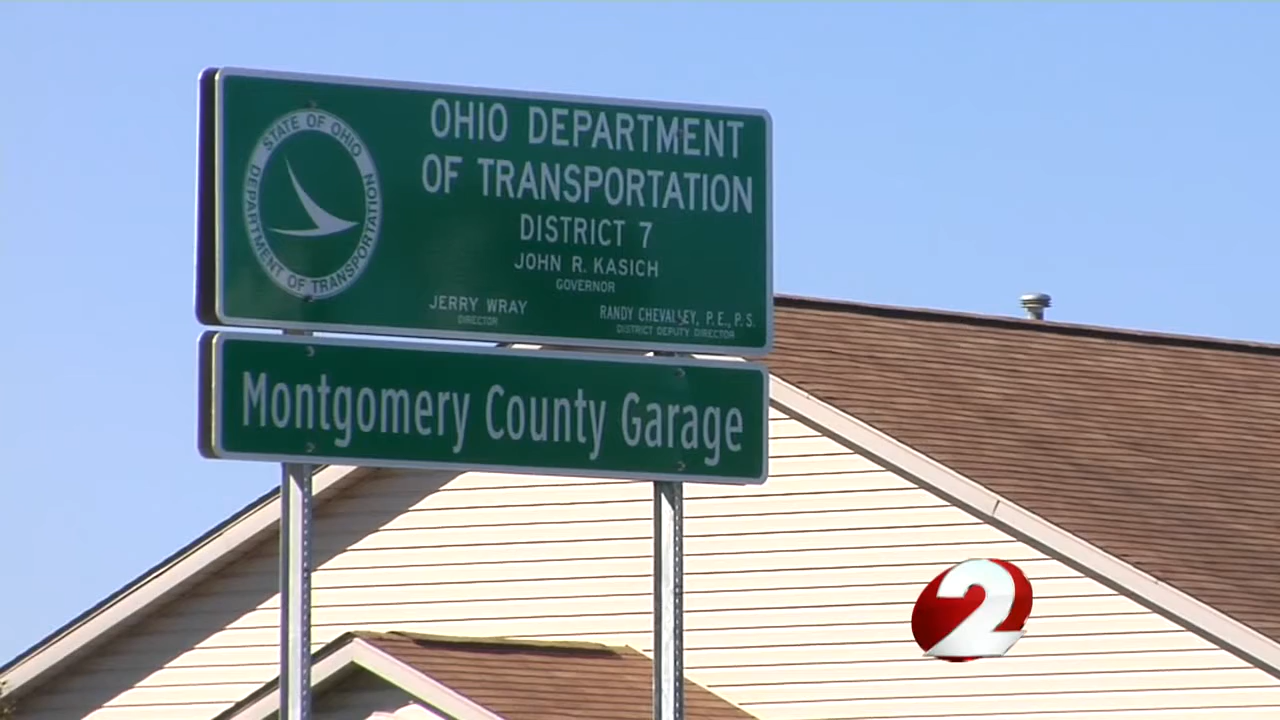 STATE OF OHIO
DEPARTMENT OF TRANSPORTATION
OHIO DEPARTMENT
OF TRANSPORTATION
DISTRICT 7
JOHN R. KASICH
GOVERNOR
JERRY WRAY
DIRECTOR
RANDY CHEVALLEY, P.E., P.S.
DISTRICT DEPUTY DIRECTOR
Montgomery County Garage
2